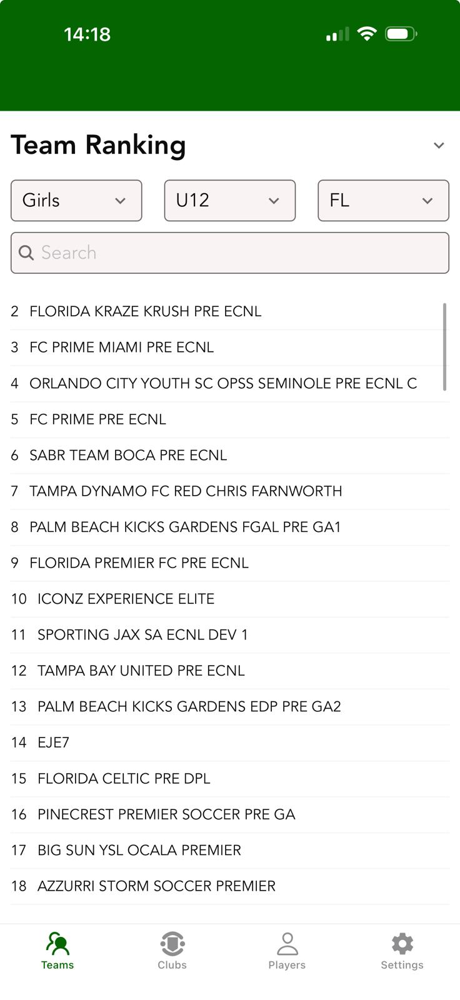 14:18
Team Ranking
Girls
U12
FL
Search
2 FLORIDA KRAZE KRUSH PRE ECNL
3 FC PRIME MIAMI PRE ECNL
4 ORLANDO CITY YOUTH SC OPSS SEMINOLE PRE ECNL C
5 FC PRIME PRE ECNL
6 SABR TEAM BOCA PRE ECNL
7 TAMPA DYNAMO FC RED CHRIS FARNWORTH
8 PALM BEACH KICKS GARDENS FGAL PRE GA1
9 FLORIDA PREMIER FC PRE ECNL
10 ICONZ EXPERIENCE ELITE
11 SPORTING JAX SA ECNL DEV 1
12 TAMPA BAY UNITED PRE ECNL
13 PALM BEACH KICKS GARDENS EDP PRE GA2
14 EJE7
15 FLORIDA CELTIC PRE DPL
16 PINECREST PREMIER SOCCER PRE GA
17 BIG SUN YSL OCALA PREMIER
18 AZZURRI STORM SOCCER PREMIER
Teams
Clubs
Players
Settings